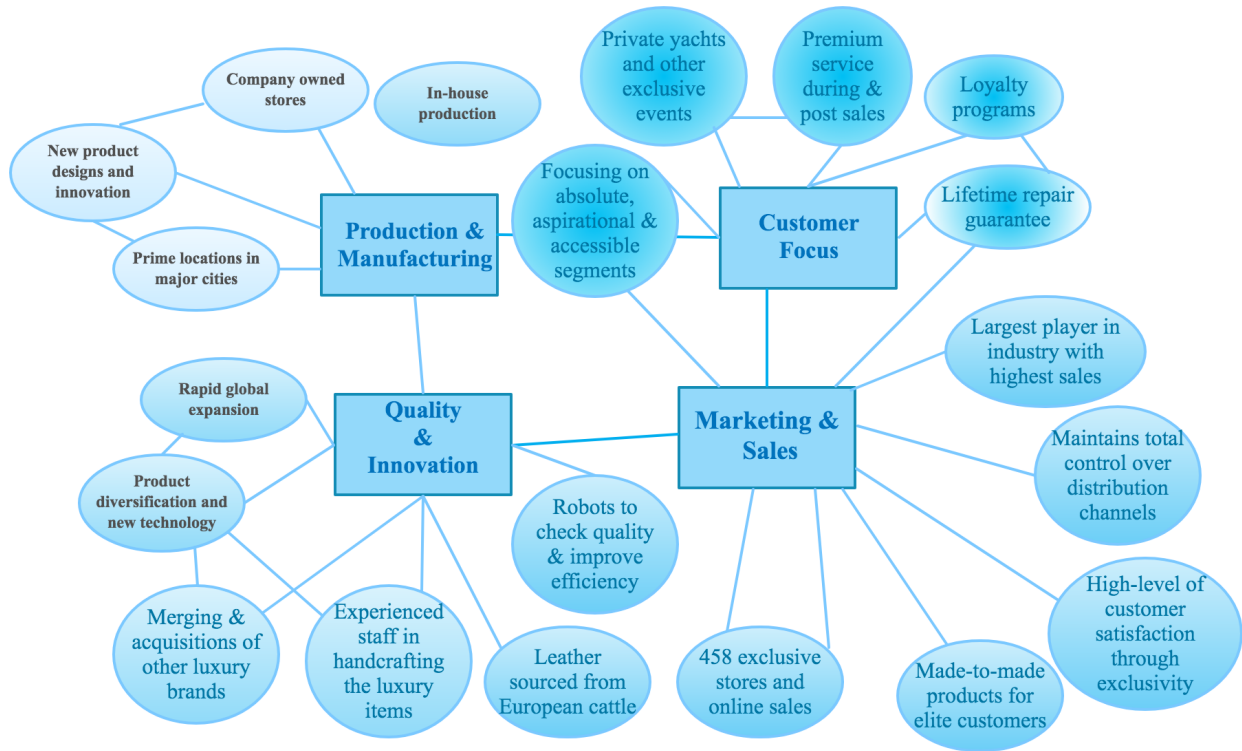 Private yachts
and other
exclusive
events
Premium
service
during &
post sales
Company owned
stores
In-house
production
Loyalty
programs
New product
designs and
innovation
Focusing on
absolute,
aspirational &
accessible
segments
Production &
Manufacturing
Customer
Focus
Lifetime repair
guarantee
Prime locations in
major cities
Largest player in
industry with
highest sales
Rapid global
expansion
Quality
&
Innovation
Marketing &
Sales
Maintains total
control over
distribution
channels
Product
diversification and
new technology
Robots to
check quality
& improve
efficiency
High-level of
customer
satisfaction
through
exclusivity
Merging &
acquisitions of
other luxury
brands
Experienced
staff in
handcrafting
the luxury
items
Leather
sourced from
European cattle
458 exclusive
stores and
online sales
Made-to-made
products for
elite customers